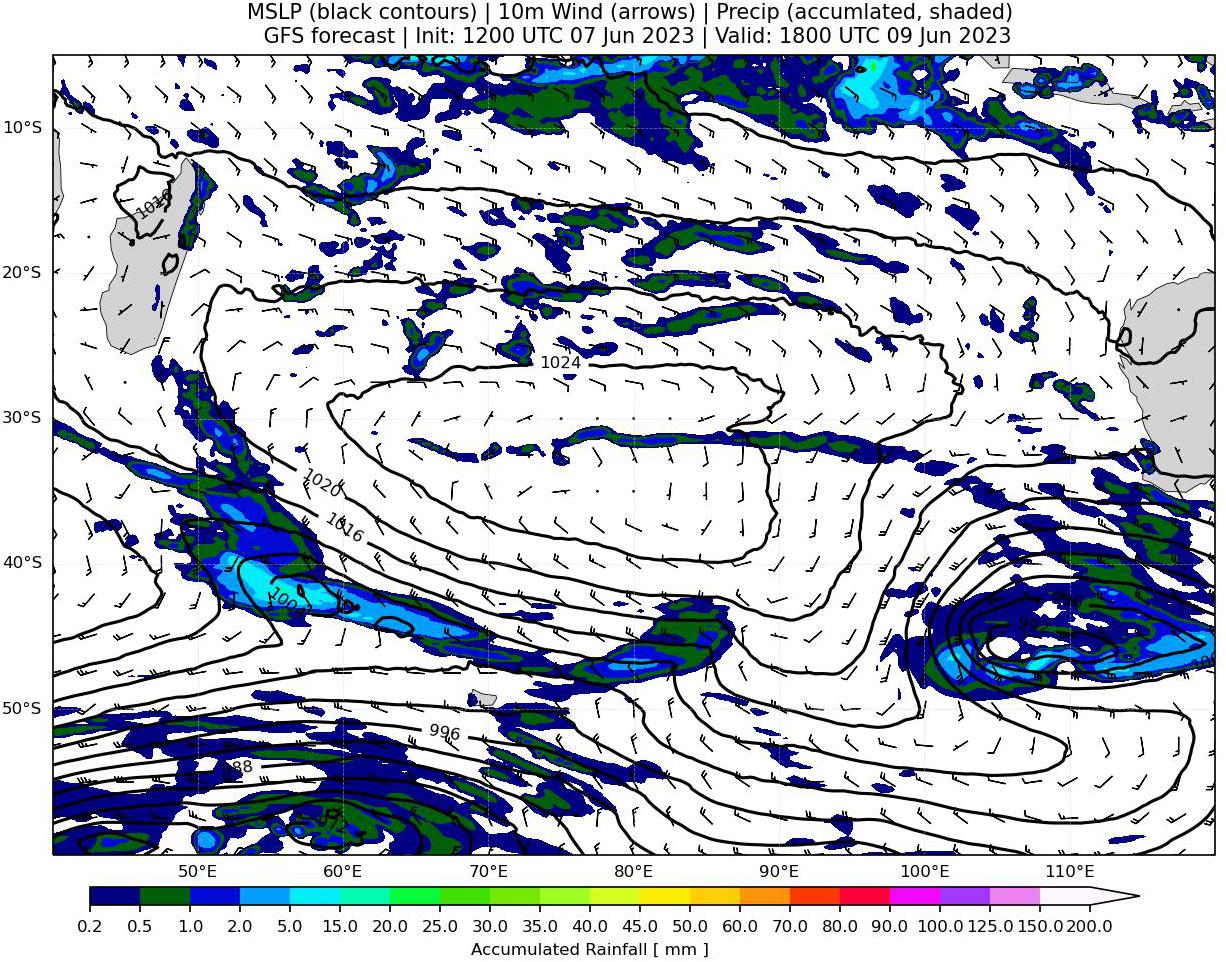 MSLP (black contours) | 10m Wind (arrows) | Precip (accumlated, shaded)
GFS forecast | Init: 1200 UTC 07 Jun 2023 | Valid: 1800 UTC 09 Jun 2023
10°S
1016
20°S
1024
30°S
1020
1016
40°S
992
50°S
996
50°E
60°E
70°E
80°E
90°E
100°E
110°E
0.2 0.5 1.0 2.0 5.0 10.0 15.0 20.0 25.0 30.0 35.0 40.0 45.0 50.0 60.0 70.0 80.0 90.0 100.0 125.0 150.0 200.0
Accumulated Rainfall [ mm ]